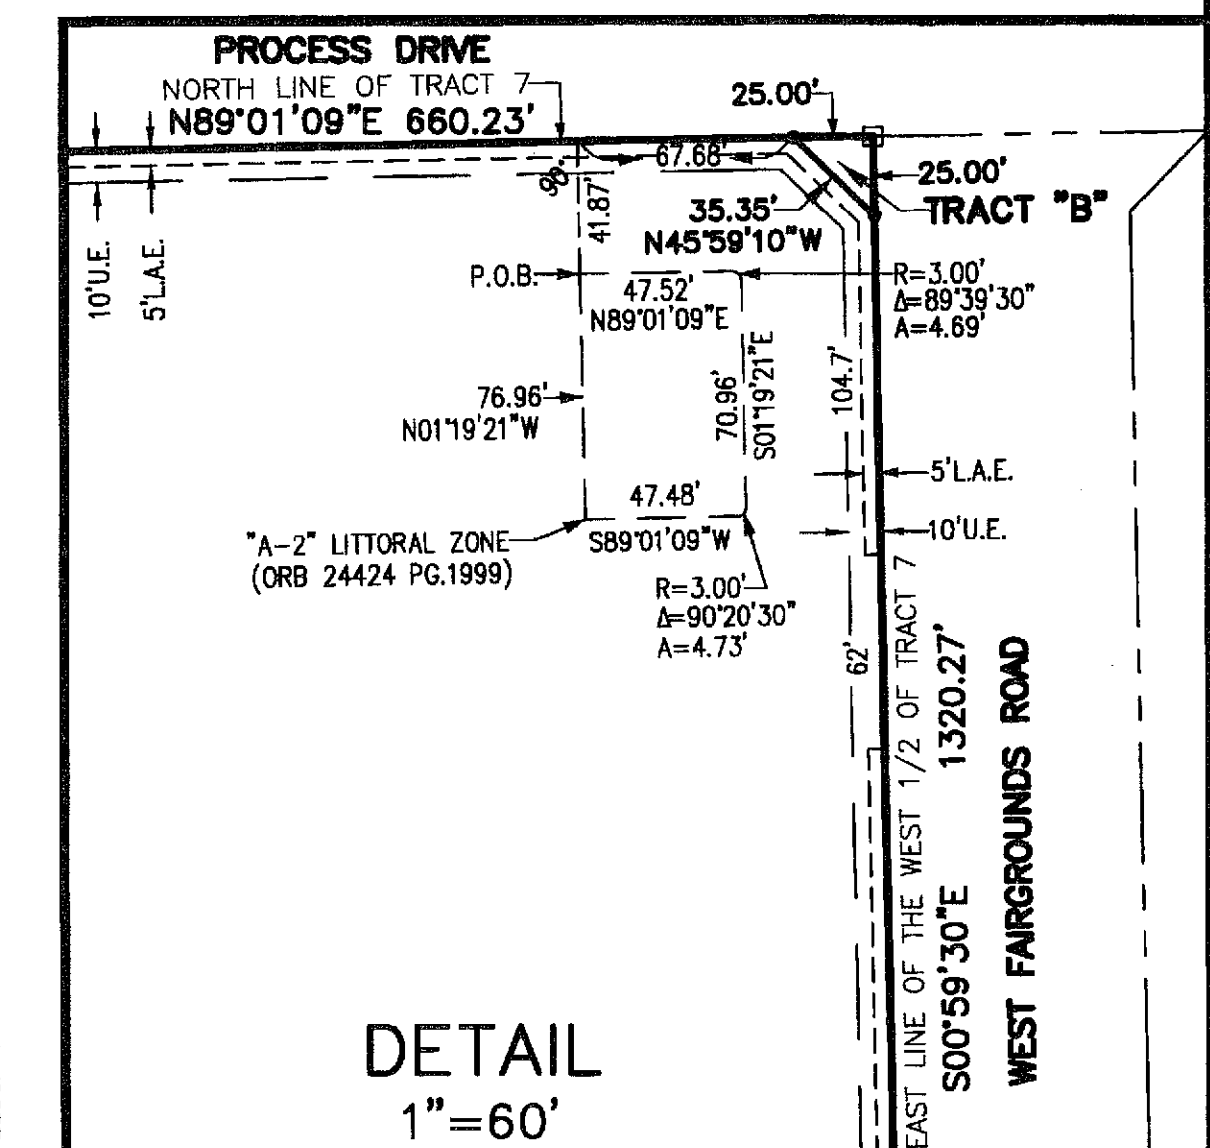 PROCESS DRIVE
NORTH LINE OF TRACT 7
N89°01'09"E 660.23'
25.00'
67.68'
90°
41.87'
25.00'
TRACT "B"
35.35'
N45°59'10"W
10'U.E.
5'L.A.E.
P.O.B.
47.52'
N89°01'09"E
R=3.00'
Δ=89°39'30"
A=4.69'
76.96'
N01°19'21"W
70.96'
S01°19'21"E
104.7'
5'L.A.E.
47.48'
S89°01'09"W
"A-2" LITTORAL ZONE
(ORB 24424 PG.1999)
10'U.E.
R=3.00'
Δ=90°20'30"
A=4.73'
62'
EAST LINE OF THE WEST 1/2 OF TRACT 7
S00°59'30"E 1320.27'
WEST FAIRGROUNDS ROAD
DETAIL
1"=60'